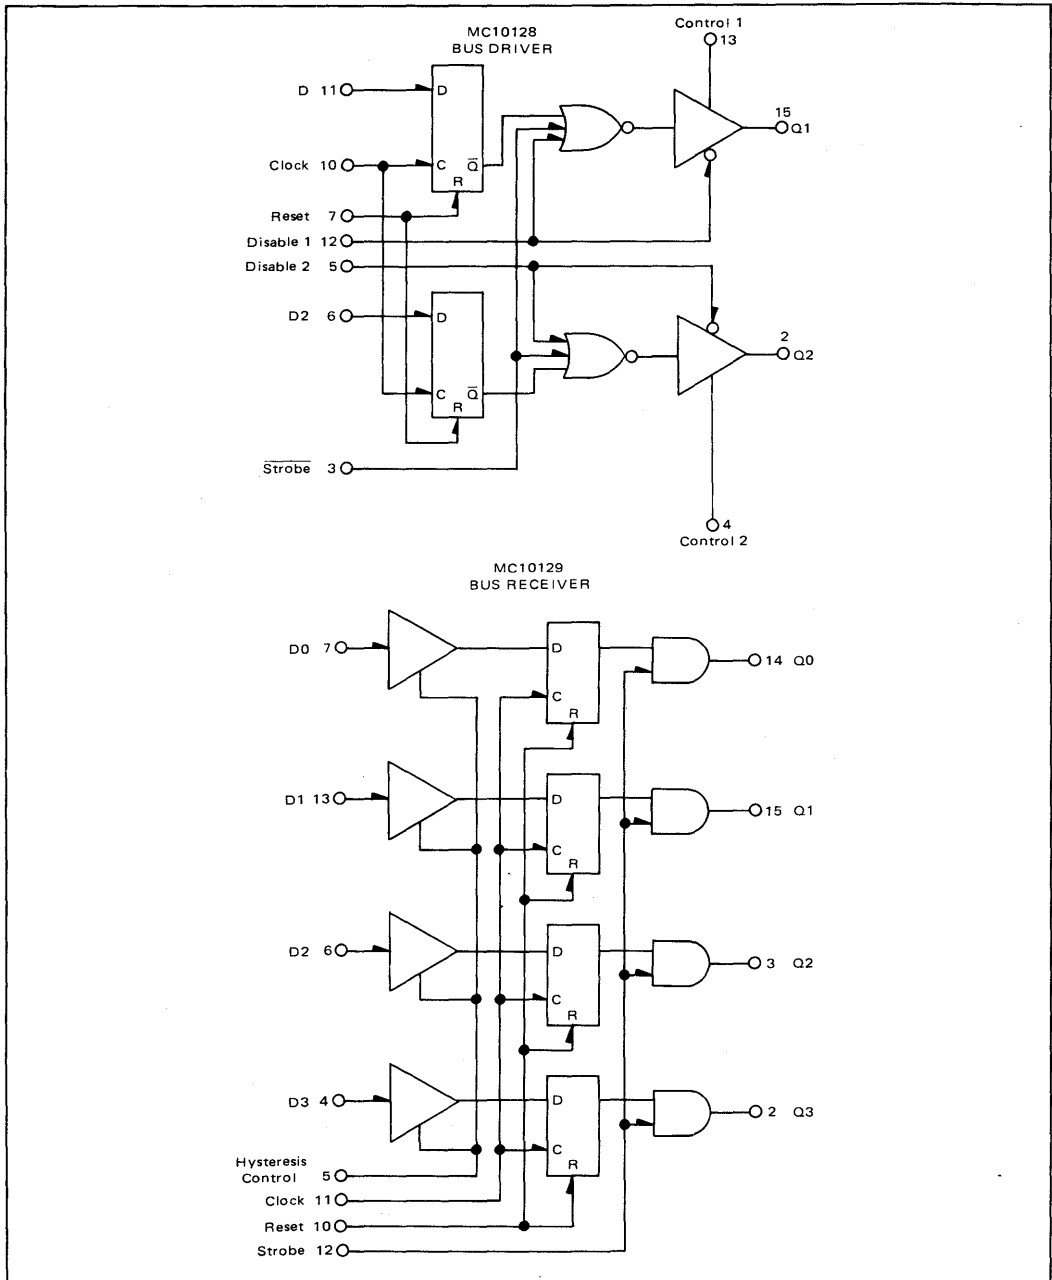 MC10128
BUS DRIVER
Control 1
13
D 11
D
15
Q1
Clock 10
C Q̅
R
Reset 7
Disable 1 12
Disable 2 5
D2 6
D
2
Q2
C Q̅
R
S̅t̅r̅o̅b̅e̅ 3
4
Control 2
MC10129
BUS RECEIVER
D0 7
D
14 Q0
C
R
D1 13
D
15 Q1
C
R
D2 6
D
3 Q2
C
R
D3 4
D
2 Q3
C
R
Hysteresis
Control 5
Clock 11
Reset 10
Strobe 12